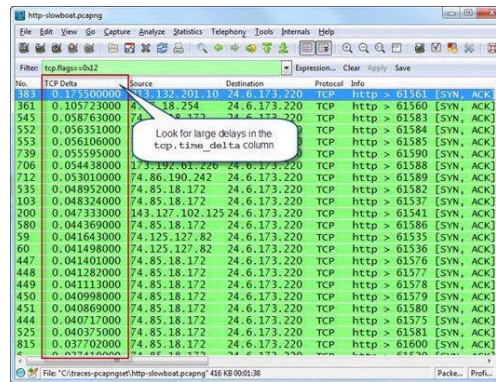 http-slowboat.pcapng
File Edit View Go Capture Analyze Statistics Telephony Tools Internals Help
Filter: tcp.flags==0x12 Expression... Clear Apply Save
No. TCP Delta Source Destination Protocol Info
383 0.175500000 213.132.201.10 24.6.173.220 TCP http > 61561 [SYN, ACK]
361 0.105723000 18.254 24.6.173.220 TCP http > 61560 [SYN, ACK]
545 0.058763000 24.6.173.220 TCP http > 61583 [SYN, ACK]
552 0.056351000 TCP http > 61584 [SYN, ACK]
553 0.056106000 TCP http > 61585 [SYN, ACK]
739 0.055595000 TCP http > 61590 [SYN, ACK]
706 0.054438000 173.192.61.226 24.6.173.220 TCP http > 61588 [SYN, ACK]
712 0.053010000 74.86.190.242 24.6.173.220 TCP http > 61589 [SYN, ACK]
535 0.048952000 74.85.18.172 24.6.173.220 TCP http > 61582 [SYN, ACK]
103 0.048324000 74.85.18.172 24.6.173.220 TCP http > 61537 [SYN, ACK]
200 0.047333000 143.127.102.125 24.6.173.220 TCP http > 61541 [SYN, ACK]
580 0.044369000 74.85.18.172 24.6.173.220 TCP http > 61586 [SYN, ACK]
59 0.041643000 74.125.127.82 24.6.173.220 TCP http > 61535 [SYN, ACK]
60 0.041498000 74.125.127.82 24.6.173.220 TCP http > 61536 [SYN, ACK]
447 0.041401000 74.85.18.172 24.6.173.220 TCP http > 61576 [SYN, ACK]
448 0.041282000 74.85.18.172 24.6.173.220 TCP http > 61577 [SYN, ACK]
449 0.041113000 74.85.18.172 24.6.173.220 TCP http > 61578 [SYN, ACK]
450 0.040998000 74.85.18.172 24.6.173.220 TCP http > 61579 [SYN, ACK]
451 0.040869000 74.85.18.172 24.6.173.220 TCP http > 61580 [SYN, ACK]
444 0.040717000 74.85.18.172 24.6.173.220 TCP http > 61575 [SYN, ACK]
525 0.040375000 74.85.18.172 24.6.173.220 TCP http > 61581 [SYN, ACK]
815 0.037702000 74.85.18.172 24.6.173.220 TCP http > 61600 [SYN, ACK]
Look for large delays in the
tcp.time_delta column
File: "C:\traces-pcapngset\http-slowboat.pcapng" 416 KB 00:01:38 Packe... Profi...